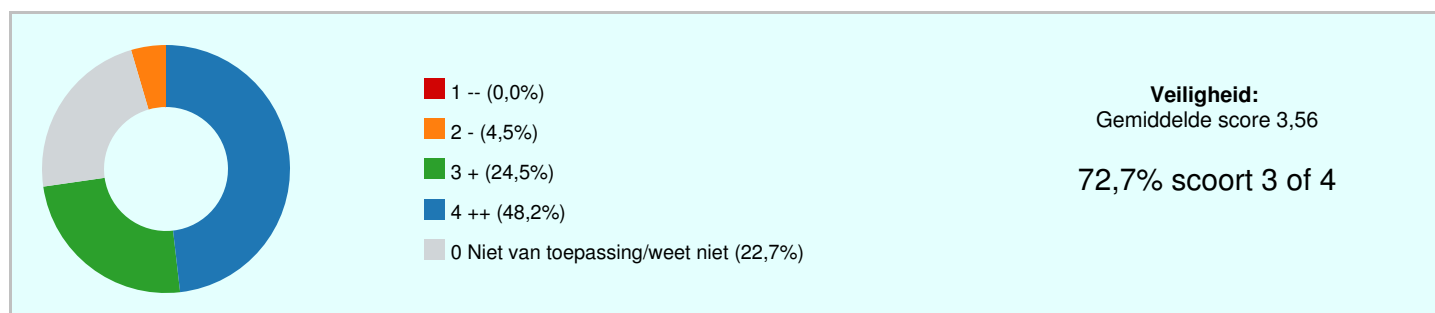 1 -- (0,0%)
2 - (4,5%)
3 + (24,5%)
4 ++ (48,2%)
0 Niet van toepassing/weet niet (22,7%)
Veiligheid:
Gemiddelde score 3,56
72,7% scoort 3 of 4